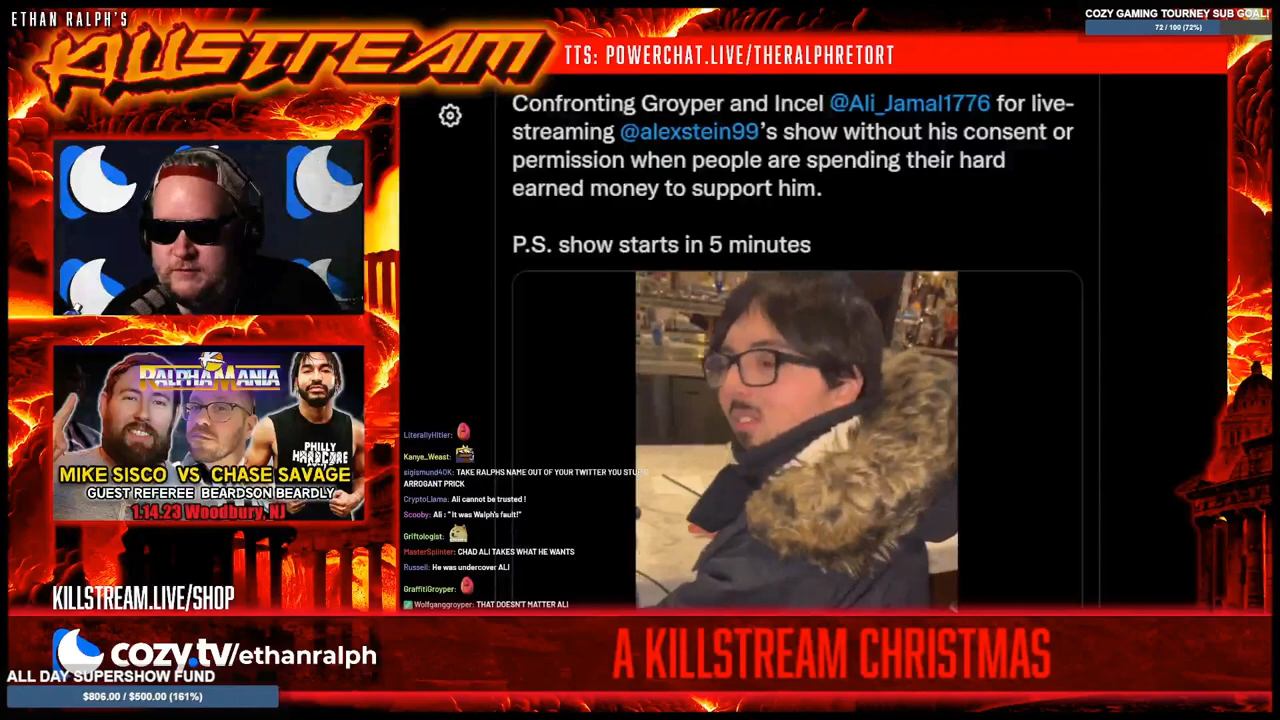 ETHAN RALPH'S
KILLSTREAM
TTS: POWERCHAT.LIVE/THERALPHRETORT
COZY GAMING TOURNEY SUB GOAL!
72 / 100 (72%)
Confronting Groyper and Incel @Ali_Jamal1776 for live-
streaming @alexstein99's show without his consent or
permission when people are spending their hard
earned money to support him.
P.S. show starts in 5 minutes
RALPHAMANIA
PHILLY
HARDCORE
MIKE SISCO VS. CHASE SAVAGE
GUEST REFEREE BEARDSON BEARDLY
1.14.23 Woodbury, NJ
LiterallyHitler:
Kanye_Weast:
sigismund40K: TAKE RALPHS NAME OUT OF YOUR TWITTER YOU STUPID
ARROGANT PRICK
CryptoLlama: Ali cannot be trusted !
Scooby: Ali : " It was Walph's fault!"
Griftologist:
MasterSplinter: CHAD ALI TAKES WHAT HE WANTS
Russell: He was undercover ALI
GraffitiGroyper:
Wolfganggroyper: THAT DOESN'T MATTER ALI
KILLSTREAM.LIVE/SHOP
cozy.tv/ethanralph
ALL DAY SUPERSHOW FUND
$806.00 / $500.00 (161%)
A KILLSTREAM CHRISTMAS